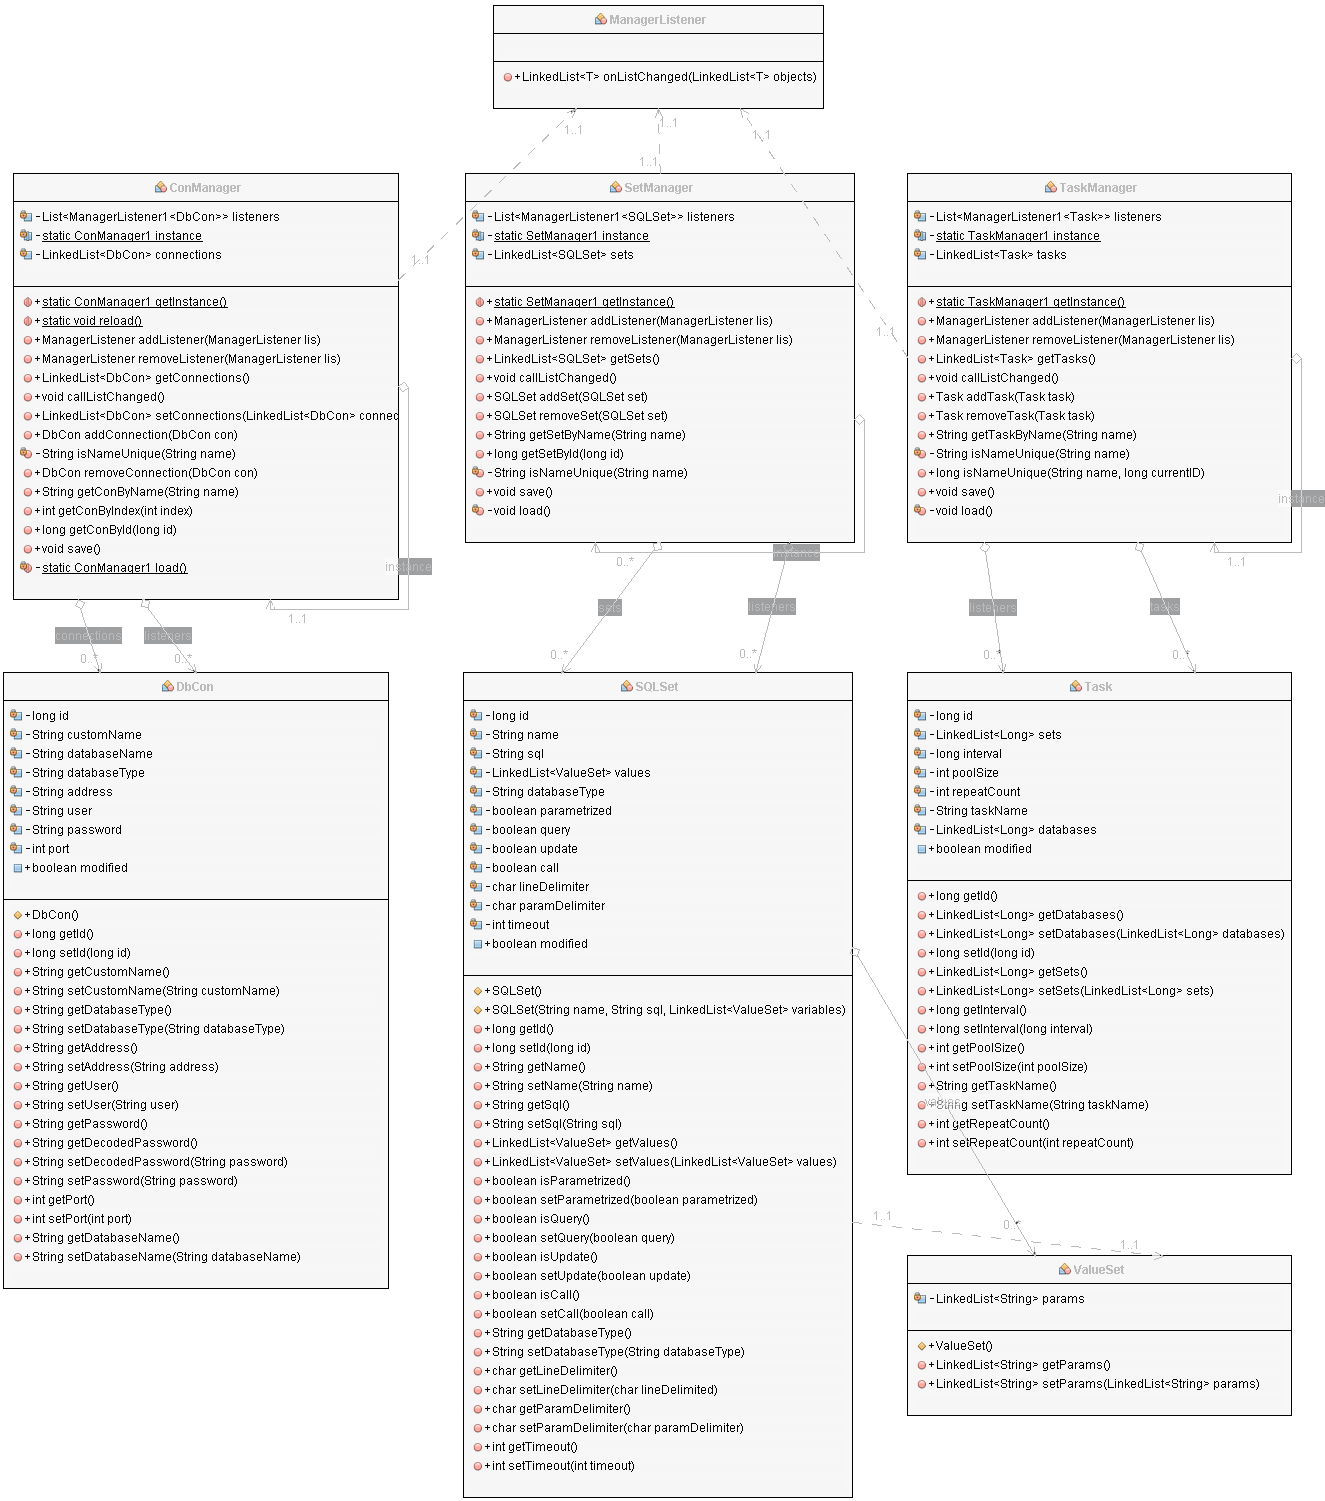 ManagerListener
+LinkedList<T> onListChanged(LinkedList<T> objects)
1..1
1..1
1..1
1..1
1..1
1..1
ConManager
-List<ManagerListener1<DbCon>> listeners
-static ConManager1 instance
-LinkedList<DbCon> connections
+static ConManager1 getInstance()
+static void reload()
+ManagerListener addListener(ManagerListener lis)
+ManagerListener removeListener(ManagerListener lis)
+LinkedList<DbCon> getConnections()
+void callListChanged()
+LinkedList<DbCon> setConnections(LinkedList<DbCon> connec
+DbCon addConnection(DbCon con)
-String isNameUnique(String name)
+DbCon removeConnection(DbCon con)
+String getConByName(String name)
+int getConByIndex(int index)
+long getConById(long id)
+void save()
-static ConManager1 load()
instance
1..1
connections
listeners
0..*
0..*
SetManager
-List<ManagerListener1<SQLSet>> listeners
-static SetManager1 instance
-LinkedList<SQLSet> sets
+static SetManager1 getInstance()
+ManagerListener addListener(ManagerListener lis)
+ManagerListener removeListener(ManagerListener lis)
+LinkedList<SQLSet> getSets()
+void callListChanged()
+SQLSet addSet(SQLSet set)
+SQLSet removeSet(SQLSet set)
+String getSetByName(String name)
+long getSetById(long id)
-String isNameUnique(String name)
+void save()
-void load()
instance
0..*
sets
listeners
0..*
0..*
TaskManager
-List<ManagerListener1<Task>> listeners
-static TaskManager1 instance
-LinkedList<Task> tasks
+static TaskManager1 getInstance()
+ManagerListener addListener(ManagerListener lis)
+ManagerListener removeListener(ManagerListener lis)
+LinkedList<Task> getTasks()
+void callListChanged()
+Task addTask(Task task)
+Task removeTask(Task task)
+String getTaskByName(String name)
-String isNameUnique(String name)
+long isNameUnique(String name, long currentID)
+void save()
-void load()
instance
1..1
listeners
tasks
0..*
0..*
DbCon
-long id
-String customName
-String databaseName
-String databaseType
-String address
-String user
-String password
-int port
+boolean modified
+DbCon()
+long getId()
+long setId(long id)
+String getCustomName()
+String setCustomName(String customName)
+String getDatabaseType()
+String setDatabaseType(String databaseType)
+String getAddress()
+String setAddress(String address)
+String getUser()
+String setUser(String user)
+String getPassword()
+String getDecodedPassword()
+String setDecodedPassword(String password)
+String setPassword(String password)
+int getPort()
+int setPort(int port)
+String getDatabaseName()
+String setDatabaseName(String databaseName)
SQLSet
-long id
-String name
-String sql
-LinkedList<ValueSet> values
-String databaseType
-boolean parametrized
-boolean query
-boolean update
-boolean call
-char lineDelimiter
-char paramDelimiter
-int timeout
+boolean modified
+SQLSet()
+SQLSet(String name, String sql, LinkedList<ValueSet> variables)
+long getId()
+long setId(long id)
+String getName()
+String setName(String name)
+String getSql()
+String setSql(String sql)
+LinkedList<ValueSet> getValues()
+LinkedList<ValueSet> setValues(LinkedList<ValueSet> values)
+boolean isParametrized()
+boolean setParametrized(boolean parametrized)
+boolean isQuery()
+boolean setQuery(boolean query)
+boolean isUpdate()
+boolean setUpdate(boolean update)
+boolean isCall()
+boolean setCall(boolean call)
+String getDatabaseType()
+String setDatabaseType(String databaseType)
+char getLineDelimiter()
+char setLineDelimiter(char lineDelimited)
+char getParamDelimiter()
+char setParamDelimiter(char paramDelimiter)
+int getTimeout()
+int setTimeout(int timeout)
Task
-long id
-LinkedList<Long> sets
-long interval
-int poolSize
-int repeatCount
-String taskName
-LinkedList<Long> databases
+boolean modified
+long getId()
+LinkedList<Long> getDatabases()
+LinkedList<Long> setDatabases(LinkedList<Long> databases)
+long setId(long id)
+LinkedList<Long> getSets()
+LinkedList<Long> setSets(LinkedList<Long> sets)
+long getInterval()
+long setInterval(long interval)
+int getPoolSize()
+int setPoolSize(int poolSize)
+String getTaskName()
values
+String setTaskName(String taskName)
+int getRepeatCount()
+int setRepeatCount(int repeatCount)
0..*
1..1
1..1
ValueSet
-LinkedList<String> params
+ValueSet()
+LinkedList<String> getParams()
+LinkedList<String> setParams(LinkedList<String> params)